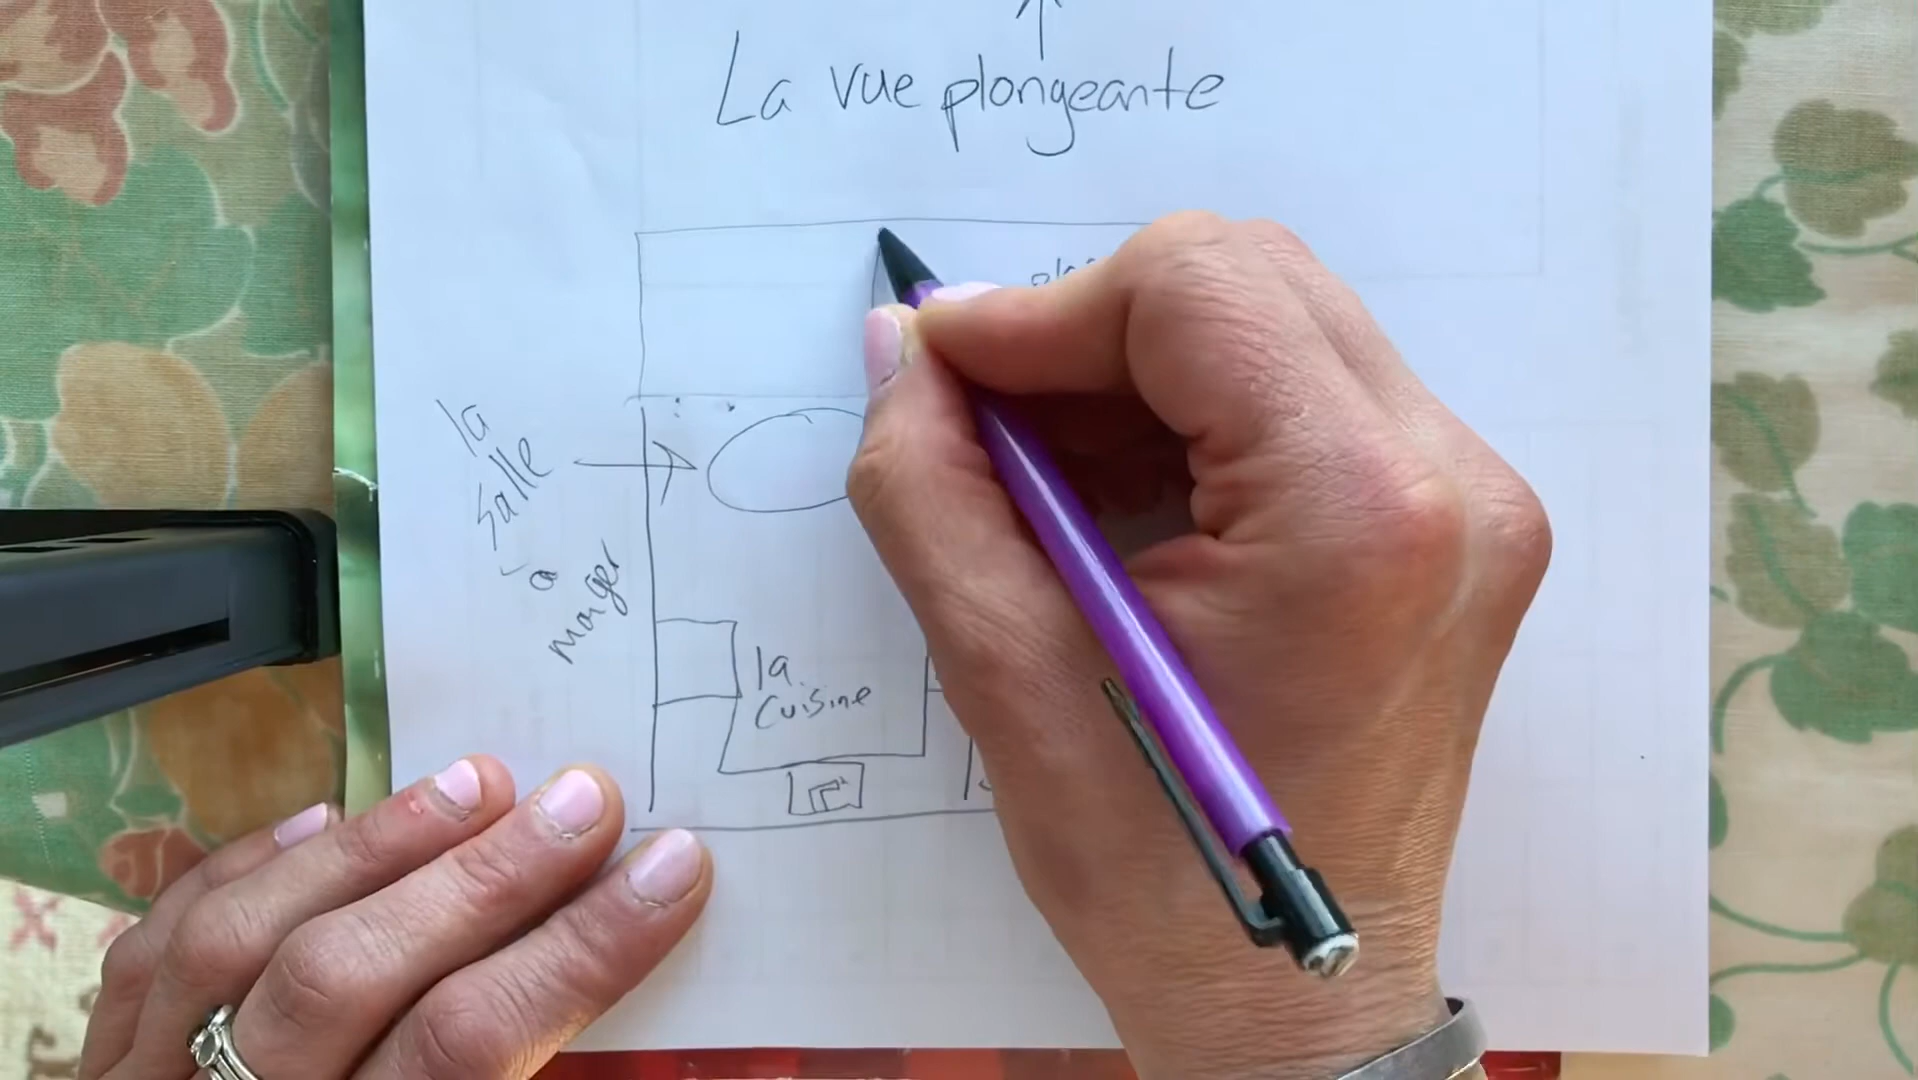 La vue plongeante
la
salle
à
manger
la
cuisine